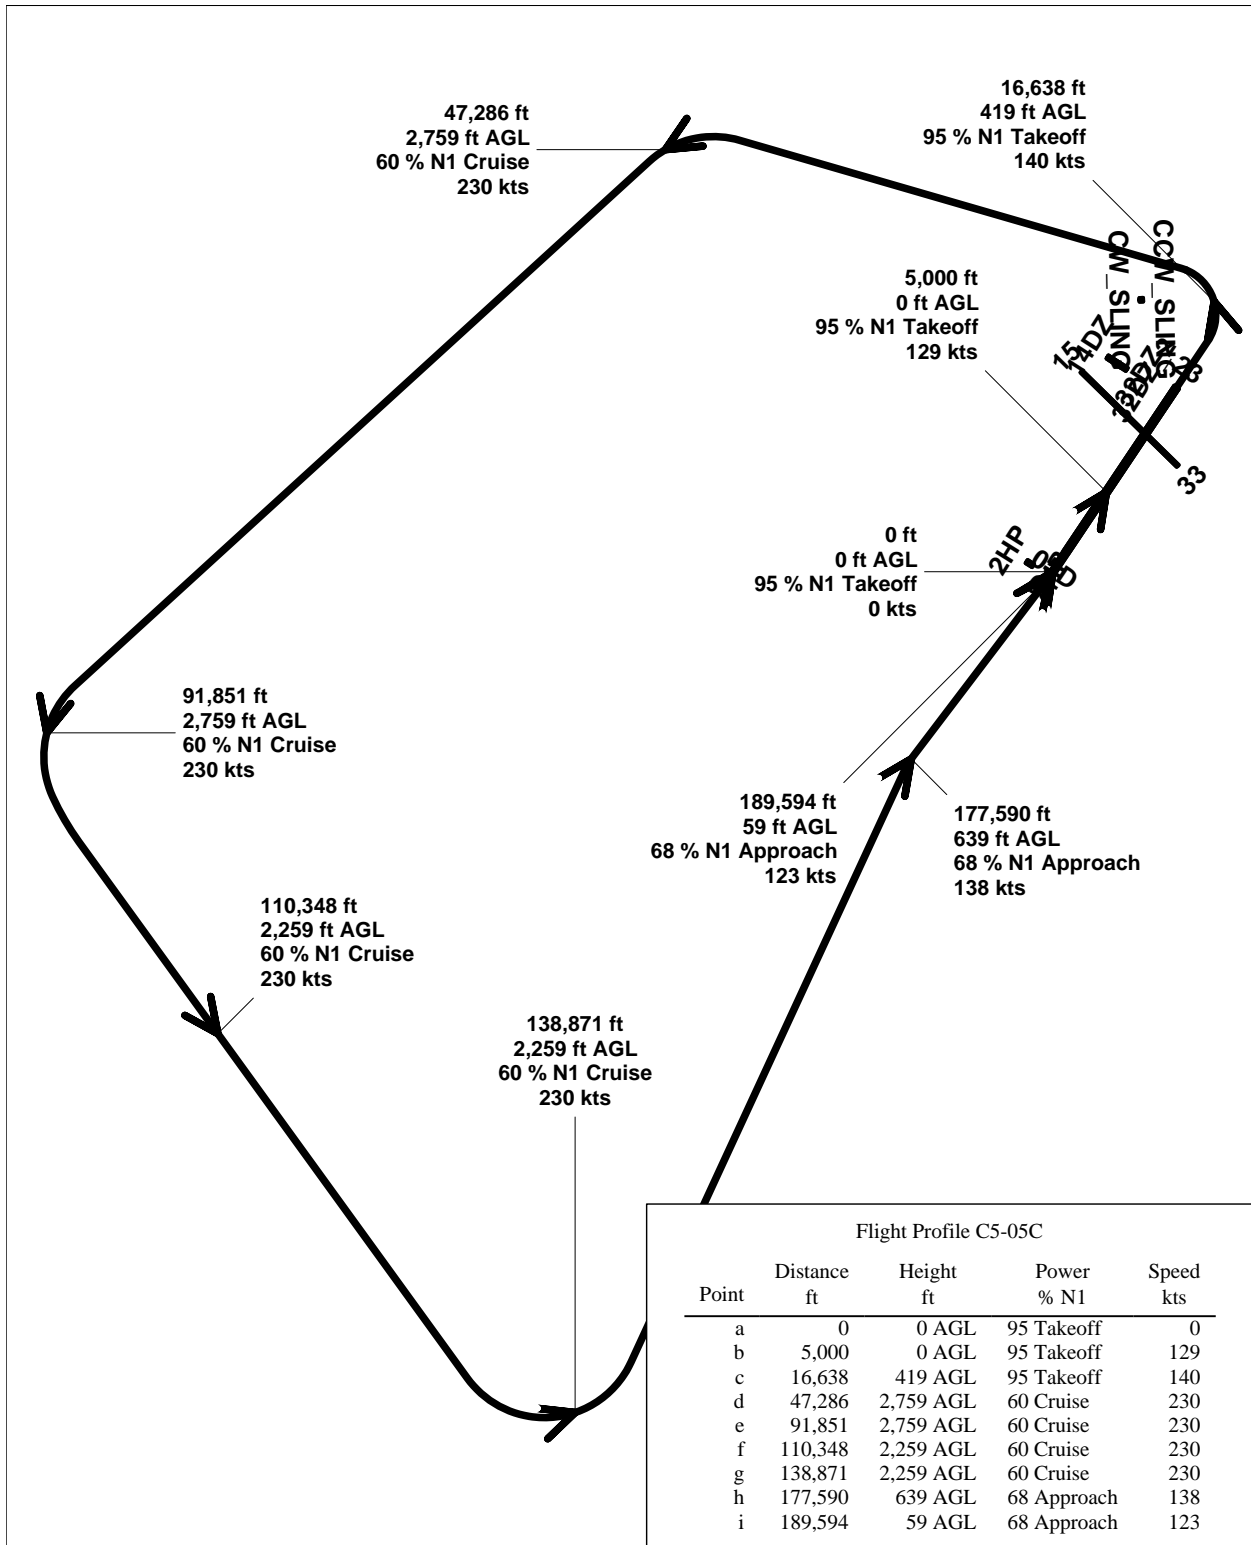 16,638 ft
419 ft AGL
95 % N1 Takeoff
140 kts
47,286 ft
2,759 ft AGL
60 % N1 Cruise
230 kts
CCW_SLING
CW_SLING
5,000 ft
0 ft AGL
95 % N1 Takeoff
129 kts
15
14DZ
23
33
0 ft
0 ft AGL
95 % N1 Takeoff
0 kts
2HP
91,851 ft
2,759 ft AGL
60 % N1 Cruise
230 kts
189,594 ft
59 ft AGL
68 % N1 Approach
123 kts
177,590 ft
639 ft AGL
68 % N1 Approach
138 kts
110,348 ft
2,259 ft AGL
60 % N1 Cruise
230 kts
138,871 ft
2,259 ft AGL
60 % N1 Cruise
230 kts
Flight Profile C5-05C
Distance Height Power Speed
Point ft ft % N1 kts
a 0 0 AGL 95 Takeoff 0
b 5,000 0 AGL 95 Takeoff 129
c 16,638 419 AGL 95 Takeoff 140
d 47,286 2,759 AGL 60 Cruise 230
e 91,851 2,759 AGL 60 Cruise 230
f 110,348 2,259 AGL 60 Cruise 230
g 138,871 2,259 AGL 60 Cruise 230
h 177,590 639 AGL 68 Approach 138
i 189,594 59 AGL 68 Approach 123